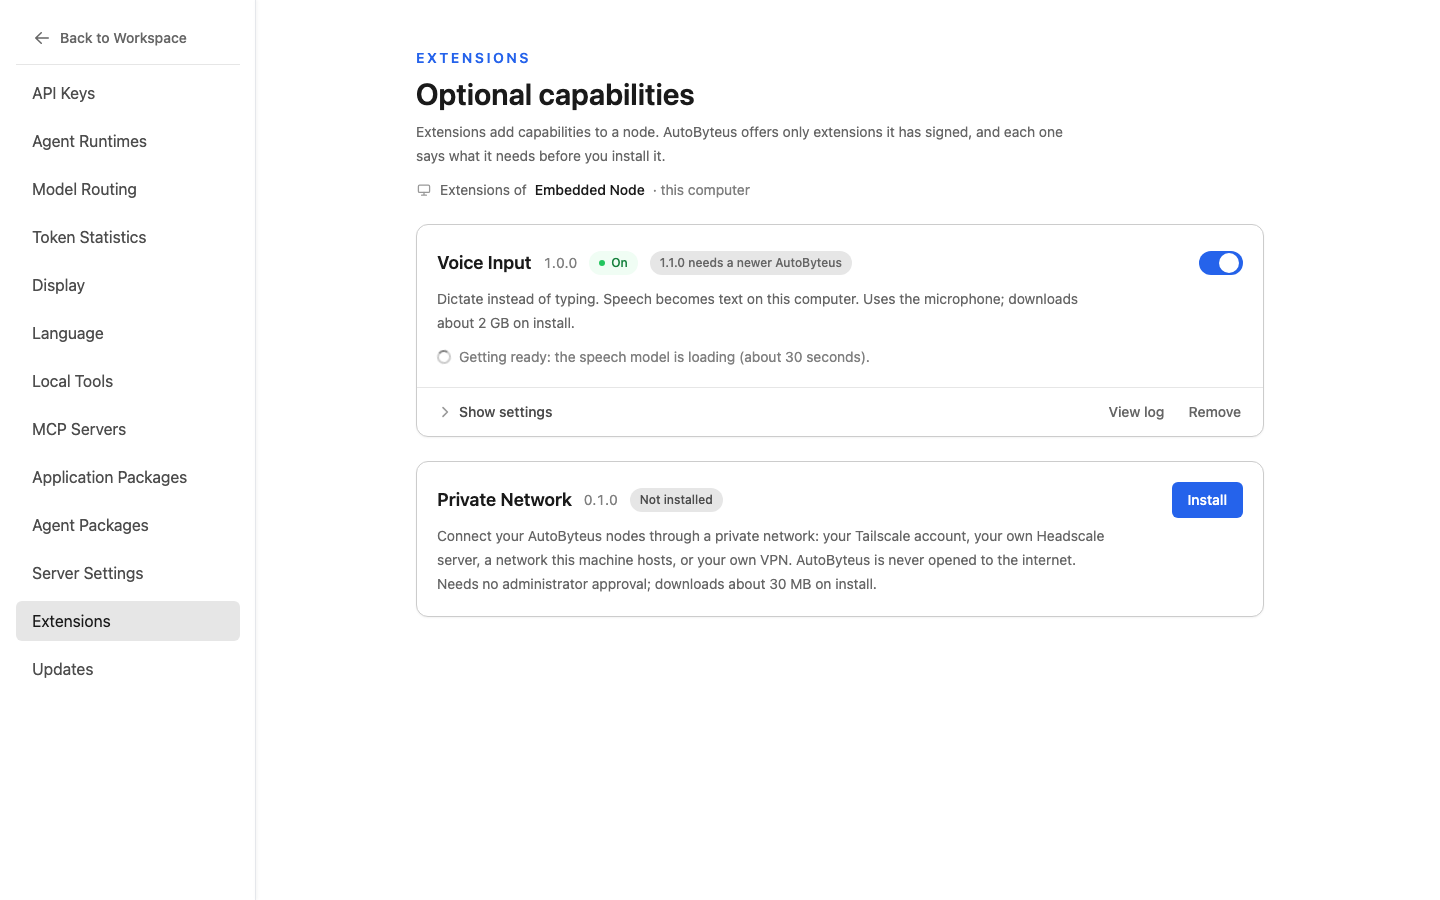 Back to Workspace
API Keys
Agent Runtimes
Model Routing
Token Statistics
Display
Language
Local Tools
MCP Servers
Application Packages
Agent Packages
Server Settings
Extensions
Updates
EXTENSIONS
Optional capabilities
Extensions add capabilities to a node. AutoByteus offers only extensions it has signed, and each one
says what it needs before you install it.
Extensions of Embedded Node · this computer
Voice Input 1.0.0 On 1.1.0 needs a newer AutoByteus
Dictate instead of typing. Speech becomes text on this computer. Uses the microphone; downloads
about 2 GB on install.
Getting ready: the speech model is loading (about 30 seconds).
Show settings View log Remove
Private Network 0.1.0 Not installed Install
Connect your AutoByteus nodes through a private network: your Tailscale account, your own Headscale
server, a network this machine hosts, or your own VPN. AutoByteus is never opened to the internet.
Needs no administrator approval; downloads about 30 MB on install.